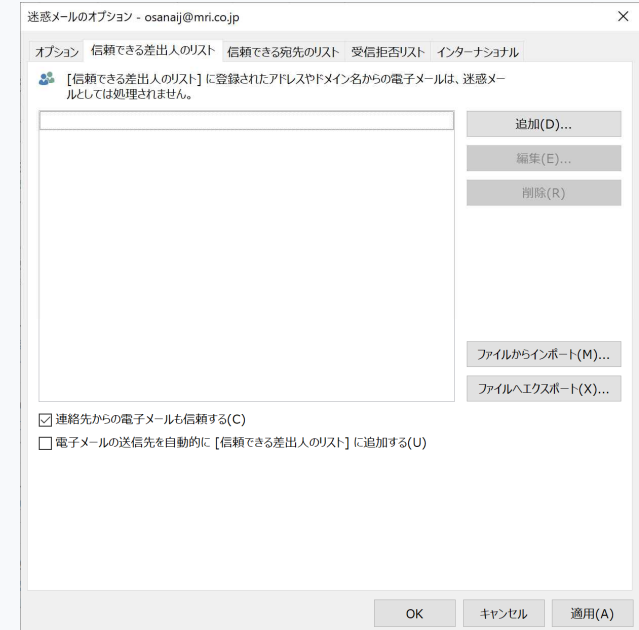 迷惑メールのオプション - osanaij@mri.co.jp
オプション 信頼できる差出人のリスト 信頼できる宛先のリスト 受信拒否リスト インターナショナル
[信頼できる差出人のリスト] に登録されたアドレスやドメイン名からの電子メールは、迷惑メー
ルとしては処理されません。
追加(D)...
編集(E)...
削除(R)
ファイルからインポート(M)...
ファイルへエクスポート(X)...
連絡先からの電子メールも信頼する(C)
電子メールの送信先を自動的に [信頼できる差出人のリスト] に追加する(U)
OK キャンセル 適用(A)